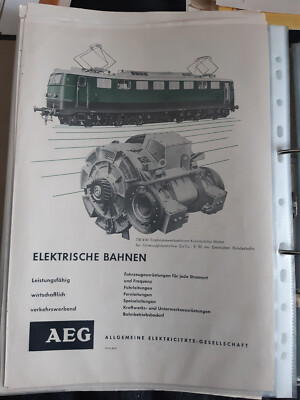 ELEKTRISCHE BAHNEN
Leistungsfähig
wirtschaftlich
verkehrswerbend
Fahrzeugausrüstungen für jede Stromart
und Frequenz
Fahrleitungen
Fernleitungen
Speiseleitungen
Kraftwerks- und Unterwerksausrüstungen
Bahnbetriebsbedarf
AEG
ALLGEMEINE ELEKTRICITÄTS-GESELLSCHAFT